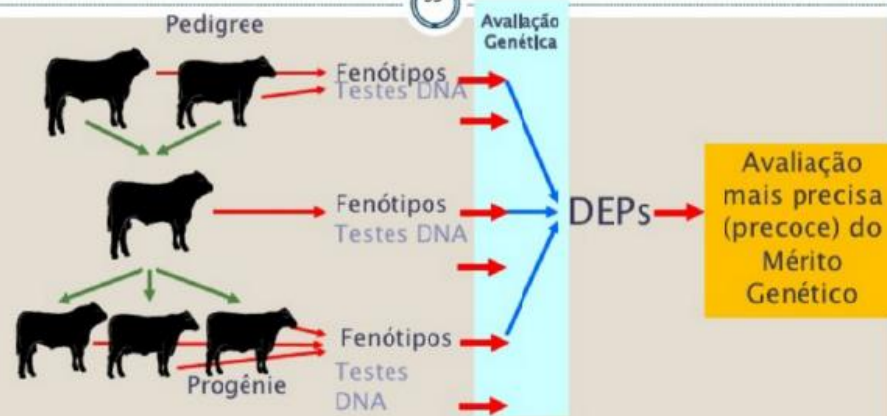 Pedigree
Avaliação
Genética
Fenótipos
Testes DNA
Fenótipos
Testes DNA
DEPs
Avaliação
mais precisa
(precoce) do
Mérito
Genético
Fenótipos
Progênie
Testes
DNA